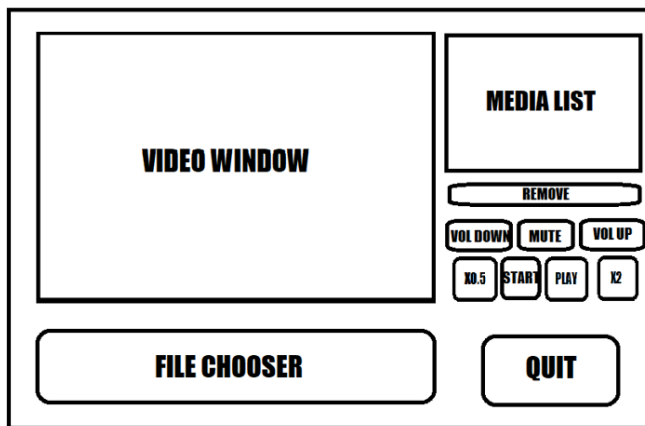 VIDEO WINDOW
MEDIA LIST
REMOVE
VOL DOWN
MUTE
VOL UP
X0.5
START
PLAY
X2
FILE CHOOSER
QUIT